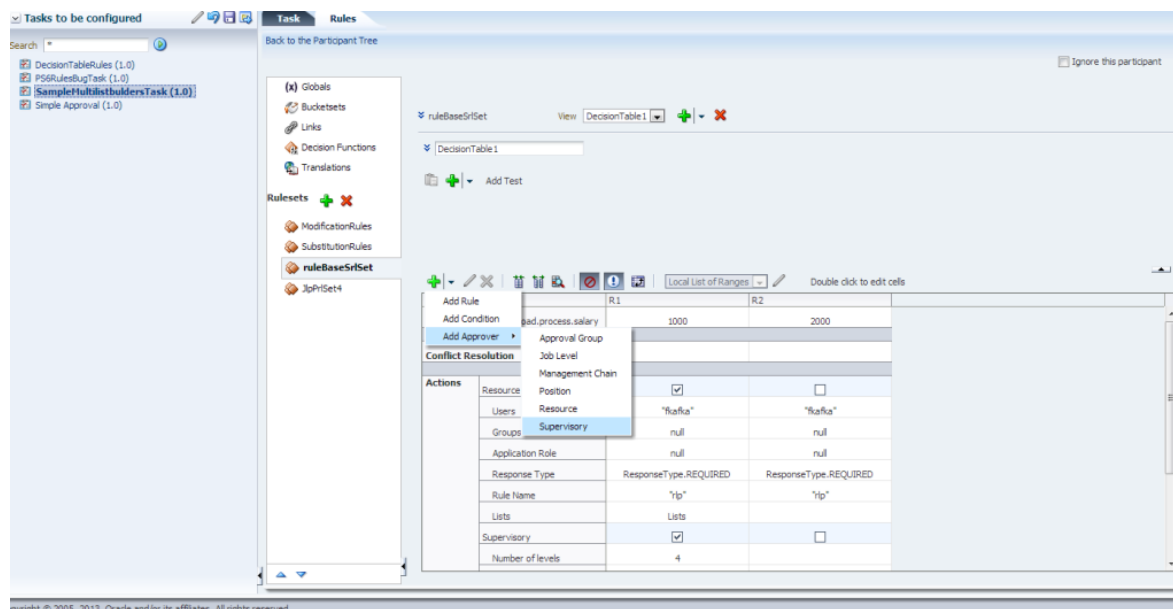 Tasks to be configured
Task Rules
Search *
Back to the Participant Tree
DecisionTableRules (1.0)
PS6RulesBugTask (1.0)
SampleMultilistbuldersTask (1.0)
Simple Approval (1.0)
Ignore this participant
(x) Globals
Bucketsets
Links
Decision Functions
Translations
Rulesets
ModificationRules
SubstitutionRules
ruleBaseSrlSet
JlpPrlSet4
ruleBaseSrlSet View DecisionTable1
DecisionTable1
Add Test
Local List of Ranges Double click to edit cells
Add Rule
Add Condition
Add Approver
Approval Group
Job Level
Management Chain
Position
Resource
Supervisory
R1 R2
oad.process.salary 1000 2000
Conflict Resolution
Actions
Resource
Users "fkafka" "fkafka"
Groups null null
Application Role null null
Response Type ResponseType.REQUIRED ResponseType.REQUIRED
Rule Name "rlp" "rlp"
Lists Lists
Supervisory
Number of levels 4
2005, 2013, Oracle and/or its affiliates. All rights reserved.